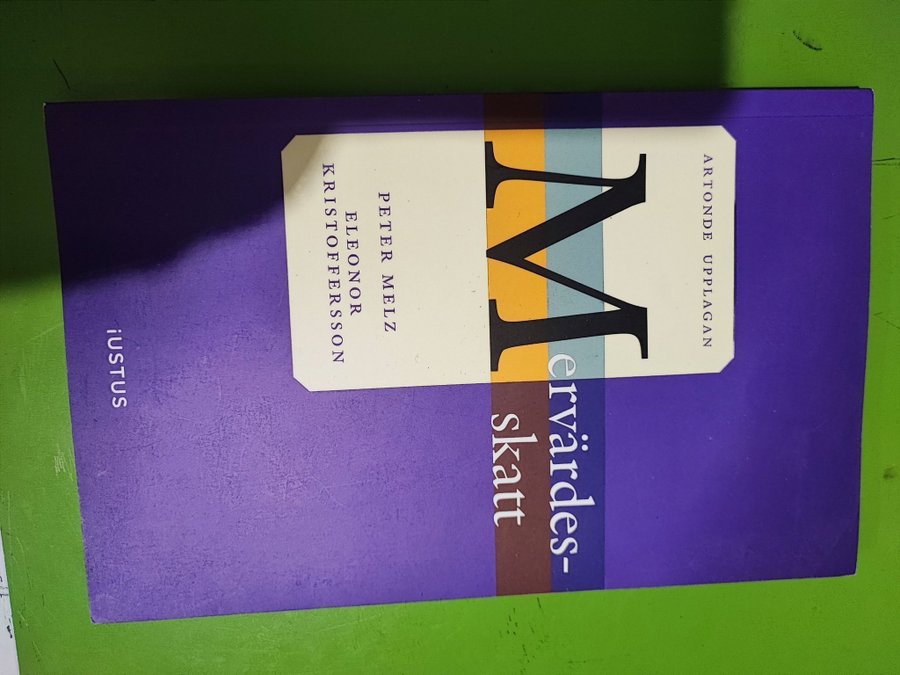 ARTONDE UPPLAGAN
Mervärdes-
skatt
PETER MELZ
ELEONOR
KRISTOFFERSSON
iUSTUS